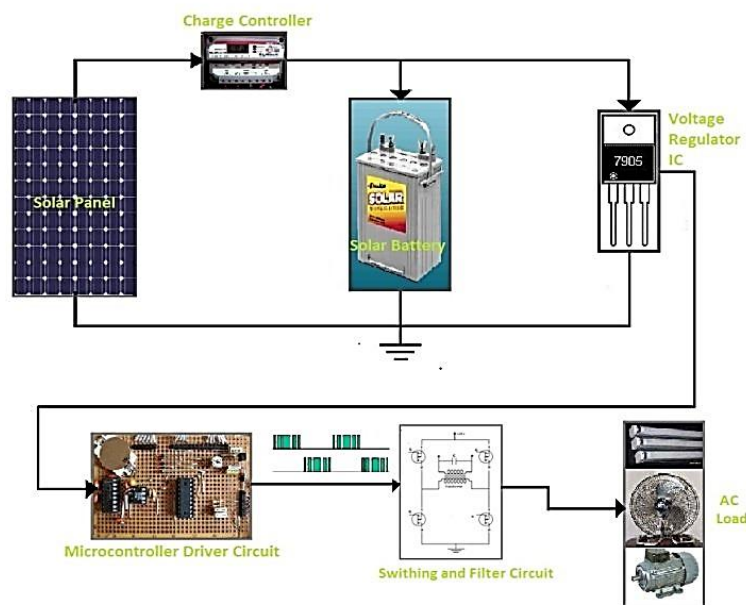 Charge Controller
Solar Panel
SOLAR
Solar Battery
Voltage
Regulator
IC
7905
Microcontroller Driver Circuit
Swithing and Filter Circuit
AC
Load